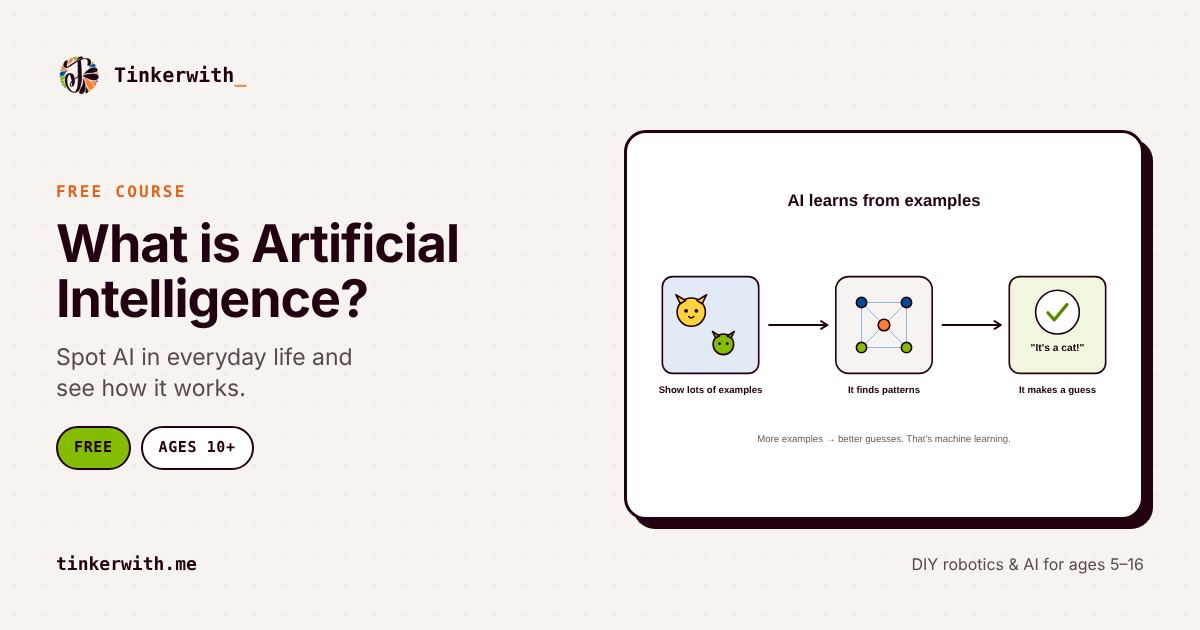 Tinkerwith_
FREE COURSE
What is Artificial
Intelligence?
Spot AI in everyday life and
see how it works.
FREE
AGES 10+
tinkerwith.me
AI learns from examples
"It's a cat!"
Show lots of examples
It finds patterns
It makes a guess
More examples → better guesses. That's machine learning.
DIY robotics & AI for ages 5–16